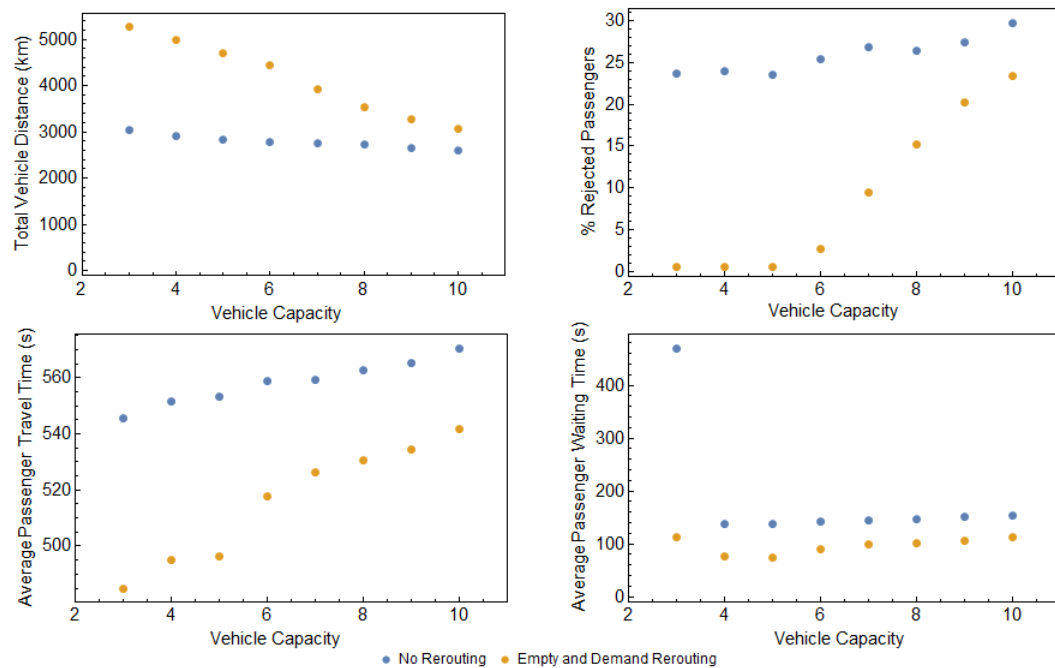 Total Vehicle Distance (km)
5000
4000
3000
2000
1000
0
2 4 6 8 10
Vehicle Capacity
% Rejected Passengers
30
25
20
15
10
5
0
2 4 6 8 10
Vehicle Capacity
Average Passenger Travel Time (s)
560
540
520
500
2 4 6 8 10
Vehicle Capacity
Average Passenger Waiting Time (s)
400
300
200
100
0
2 4 6 8 10
Vehicle Capacity
No Rerouting Empty and Demand Rerouting